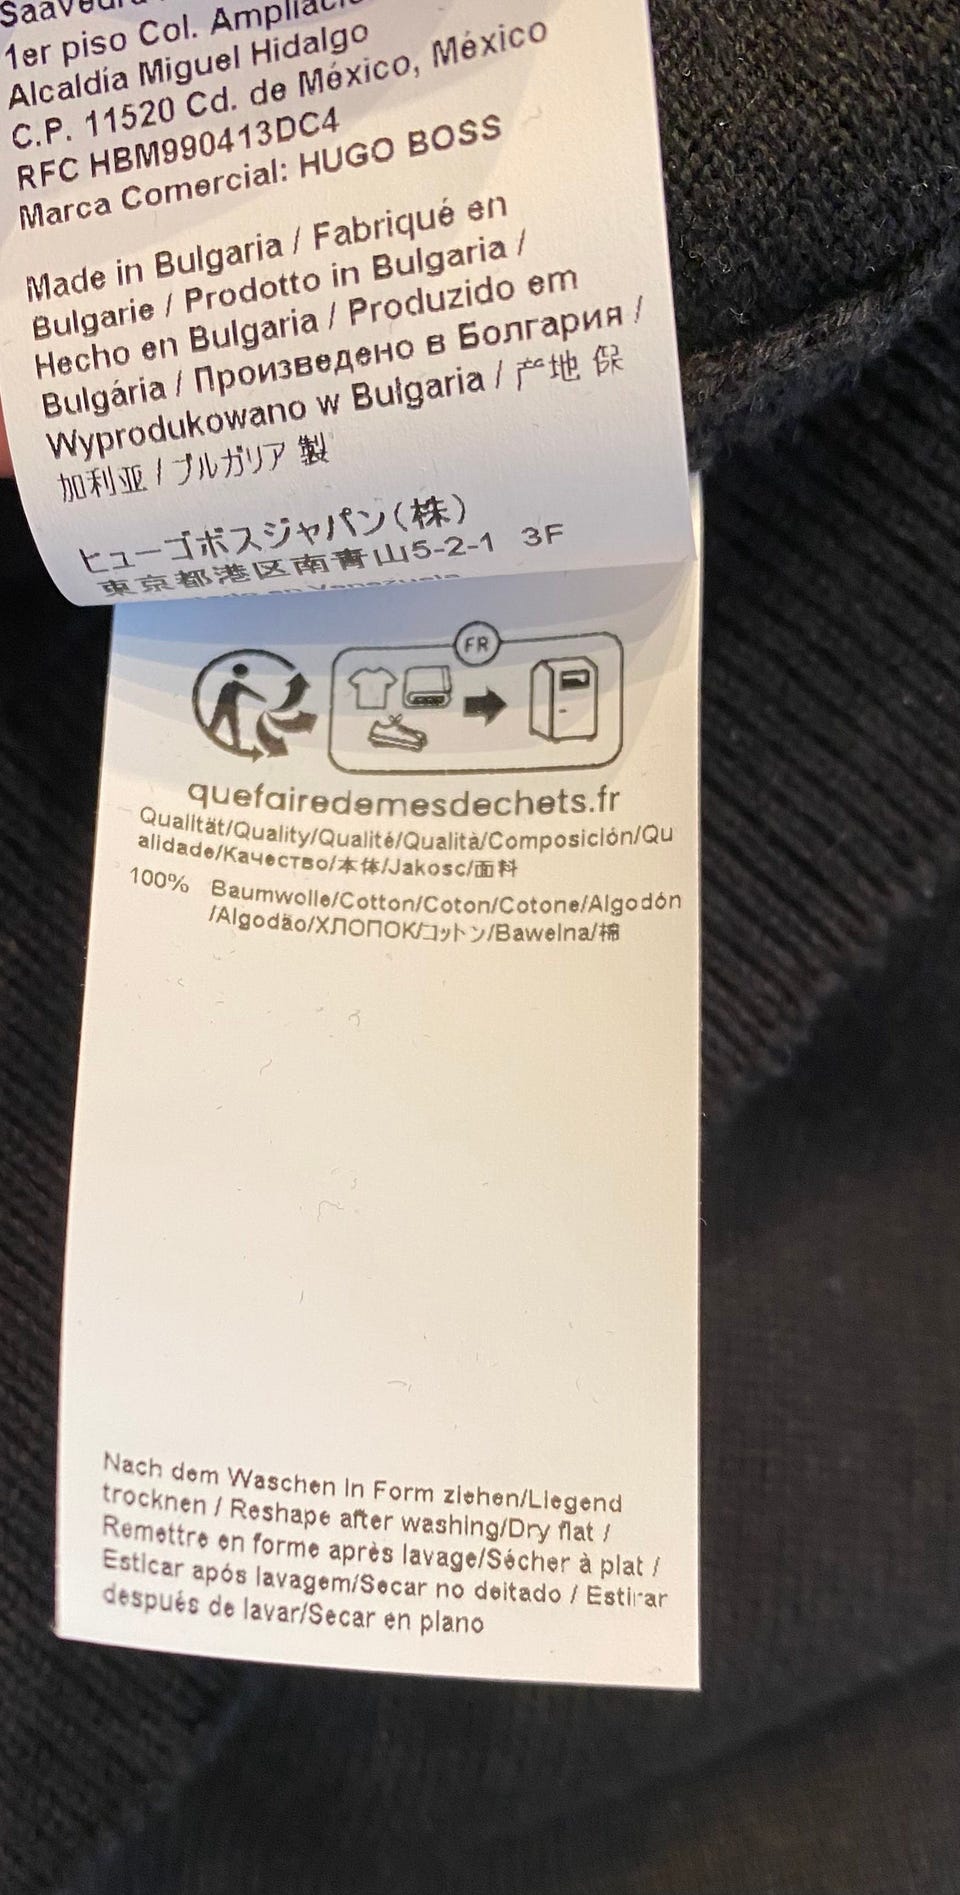 1er piso Col.
Alcaldía Miguel Hidalgo
C.P. 11520 Cd. de México, México
RFC HBM990413DC4
Marca Comercial: HUGO BOSS
Made in Bulgaria / Fabriqué en
Bulgarie / Prodotto in Bulgaria /
Hecho en Bulgaria / Produzido em
Bulgária / Произведено в Болгария /
Wyprodukowano w Bulgaria / 产地 保
加利亚 / ブルガリア 製
ヒューゴボスジャパン(株)
東京都港区南青山5-2-1 3F
en Venezuela
FR
quefairedemesdechets.fr
Qualität/Quality/Qualité/Qualità/Composición/Qu
alidade/Качество/本体/Jakosc/面料
100% Baumwolle/Cotton/Coton/Cotone/Algodón
/Algodão/ХЛОПОК/コットン/Bawelna/棉
Nach dem Waschen in Form ziehen/Liegend
trocknen / Reshape after washing/Dry flat /
Remettre en forme après lavage/Sécher à plat /
Esticar após lavagem/Secar no deitado / Estirar
después de lavar/Secar en plano